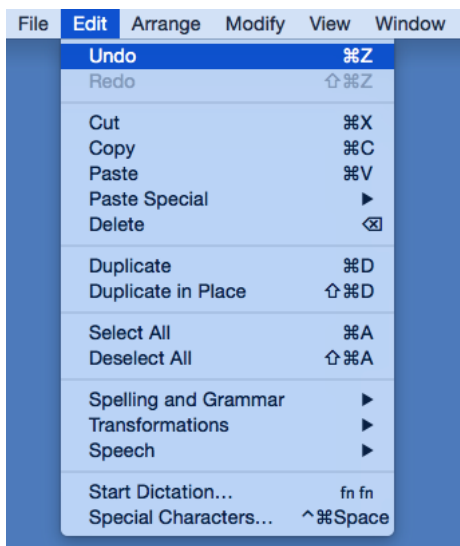 File Edit Arrange Modify View Window
Undo ⌘Z
Redo ⇧⌘Z
Cut ⌘X
Copy ⌘C
Paste ⌘V
Paste Special ▶
Delete ⌫
Duplicate ⌘D
Duplicate in Place ⇧⌘D
Select All ⌘A
Deselect All ⇧⌘A
Spelling and Grammar ▶
Transformations ▶
Speech ▶
Start Dictation... fn fn
Special Characters... ^⌘Space